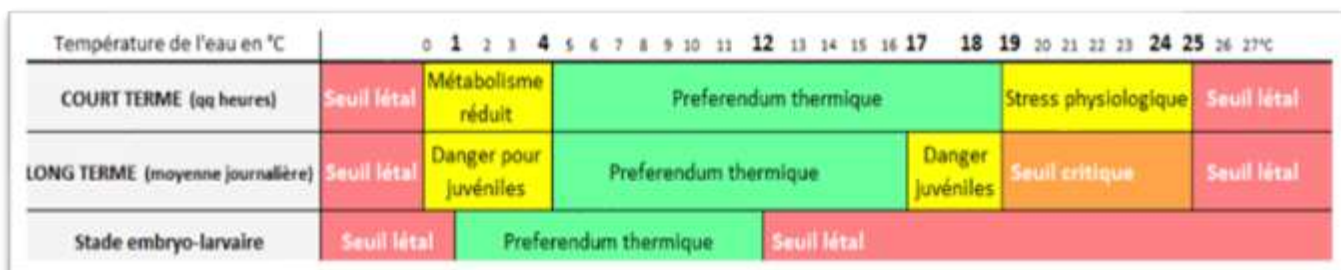 Température de l'eau en °C 0 1 2 3 4 5 6 7 8 9 10 11 12 13 14 15 16 17 18 19 20 21 22 23 24 25 26 27°C
COURT TERME (qq heures) Seuil létal Métabolisme réduit Preferendum thermique Stress physiologique Seuil létal
LONG TERME (moyenne journalière) Seuil létal Danger pour juvéniles Preferendum thermique Danger juvéniles Seuil critique Seuil létal
Stade embryo-larvaire Seuil létal Preferendum thermique Seuil létal